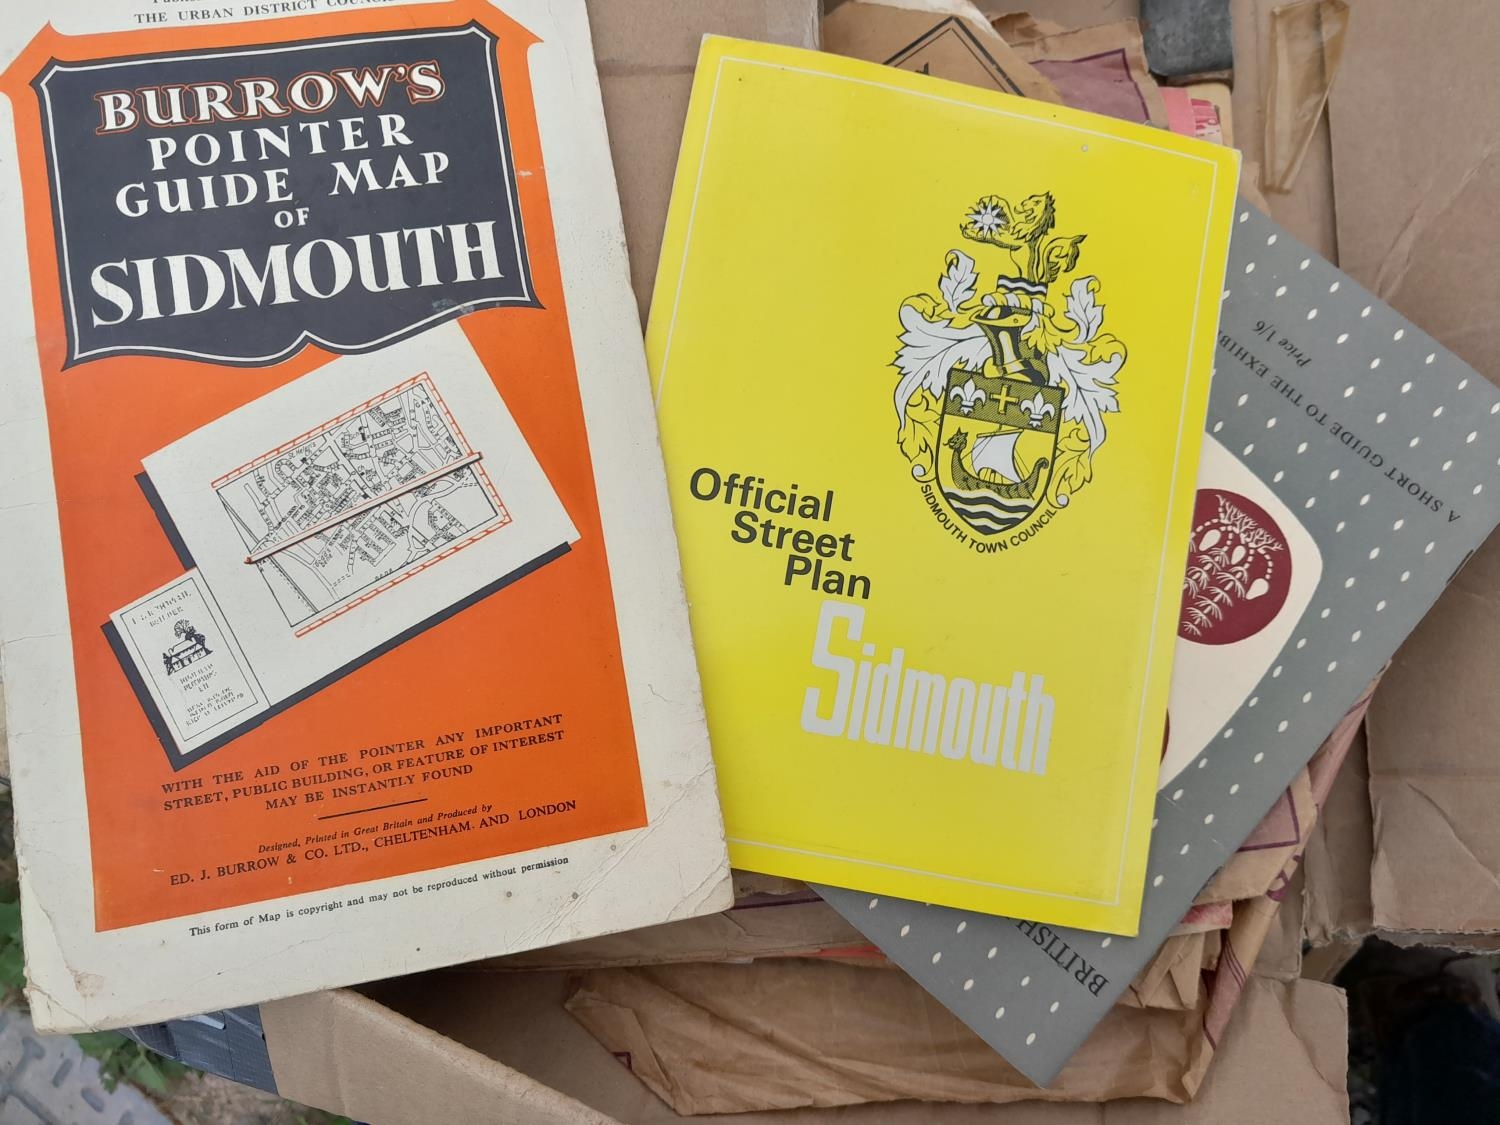 THE URBAN DISTRICT COUNCIL
BURROW'S
POINTER
GUIDE MAP
OF
SIDMOUTH
WITH THE AID OF THE POINTER ANY IMPORTANT
STREET, PUBLIC BUILDING, OR FEATURE OF INTEREST
MAY BE INSTANTLY FOUND
Designed, Printed in Great Britain and Produced by
ED. J. BURROW & CO. LTD., CHELTENHAM AND LONDON
This form of Map is copyright and may not be reproduced without permission
SIDMOUTH TOWN COUNCIL
Official
Street
Plan
Sidmouth
A SHORT GUIDE TO THE
Price 1/6
BRITISH